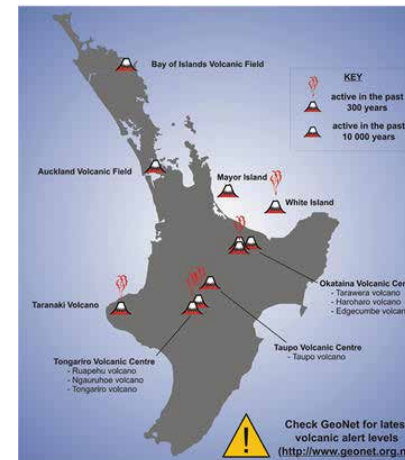 Bay of Islands Volcanic Field
KEY
active in the past
300 years
active in the past
10 000 years
Auckland Volcanic Field
Mayor Island
White Island
Okataina Volcanic Cen
- Tarawera volcano
- Haroharo volcano
- Edgecumbe volcan
Taranaki Volcano
Taupo Volcanic Centre
- Taupo volcano
Tongariro Volcanic Centre
- Ruapehu volcano
- Ngauruhoe volcano
- Tongariro volcano
!
Check GeoNet for lates
volcanic alert levels
(http://www.geonet.org.n